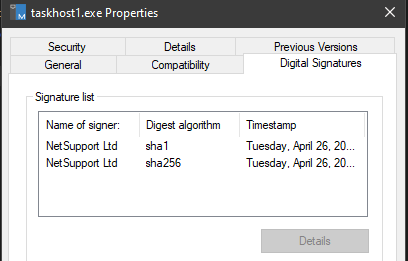 taskhost1.exe Properties
Security Details Previous Versions
General Compatibility Digital Signatures
Signature list
Name of signer: Digest algorithm Timestamp
NetSupport Ltd sha1 Tuesday, April 26, 20...
NetSupport Ltd sha256 Tuesday, April 26, 20...
Details